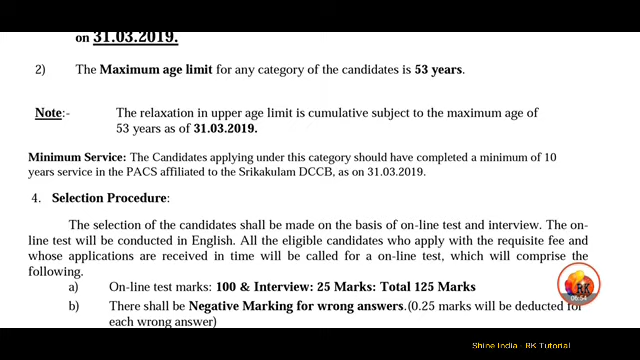 on 31.03.2019.
2) The Maximum age limit for any category of the candidates is 53 years.
Note:- The relaxation in upper age limit is cumulative subject to the maximum age of
53 years as of 31.03.2019.
Minimum Service: The Candidates applying under this category should have completed a minimum of 10
years service in the PACS affiliated to the Srikakulam DCCB, as on 31.03.2019.
4. Selection Procedure:
The selection of the candidates shall be made on the basis of on-line test and interview. The on-
line test will be conducted in English. All the eligible candidates who apply with the requisite fee and
whose applications are received in time will be called for a on-line test, which will comprise the
following.
a) On-line test marks: 100 & Interview: 25 Marks: Total 125 Marks
b) There shall be Negative Marking for wrong answers.(0.25 marks will be deducted for
each wrong answer)
RK
06:54
Shine India - RK Tutorial